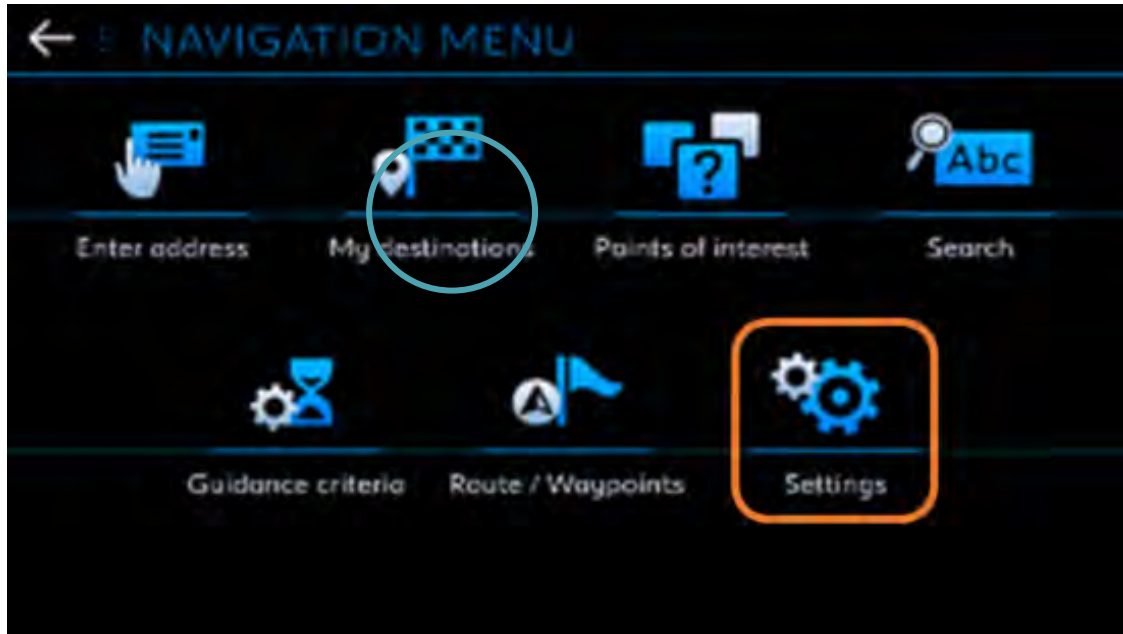 NAVIGATION MENU
Abc
?
Enter address My destinations Points of interest Search
Guidance criteria Route / Waypoints Settings